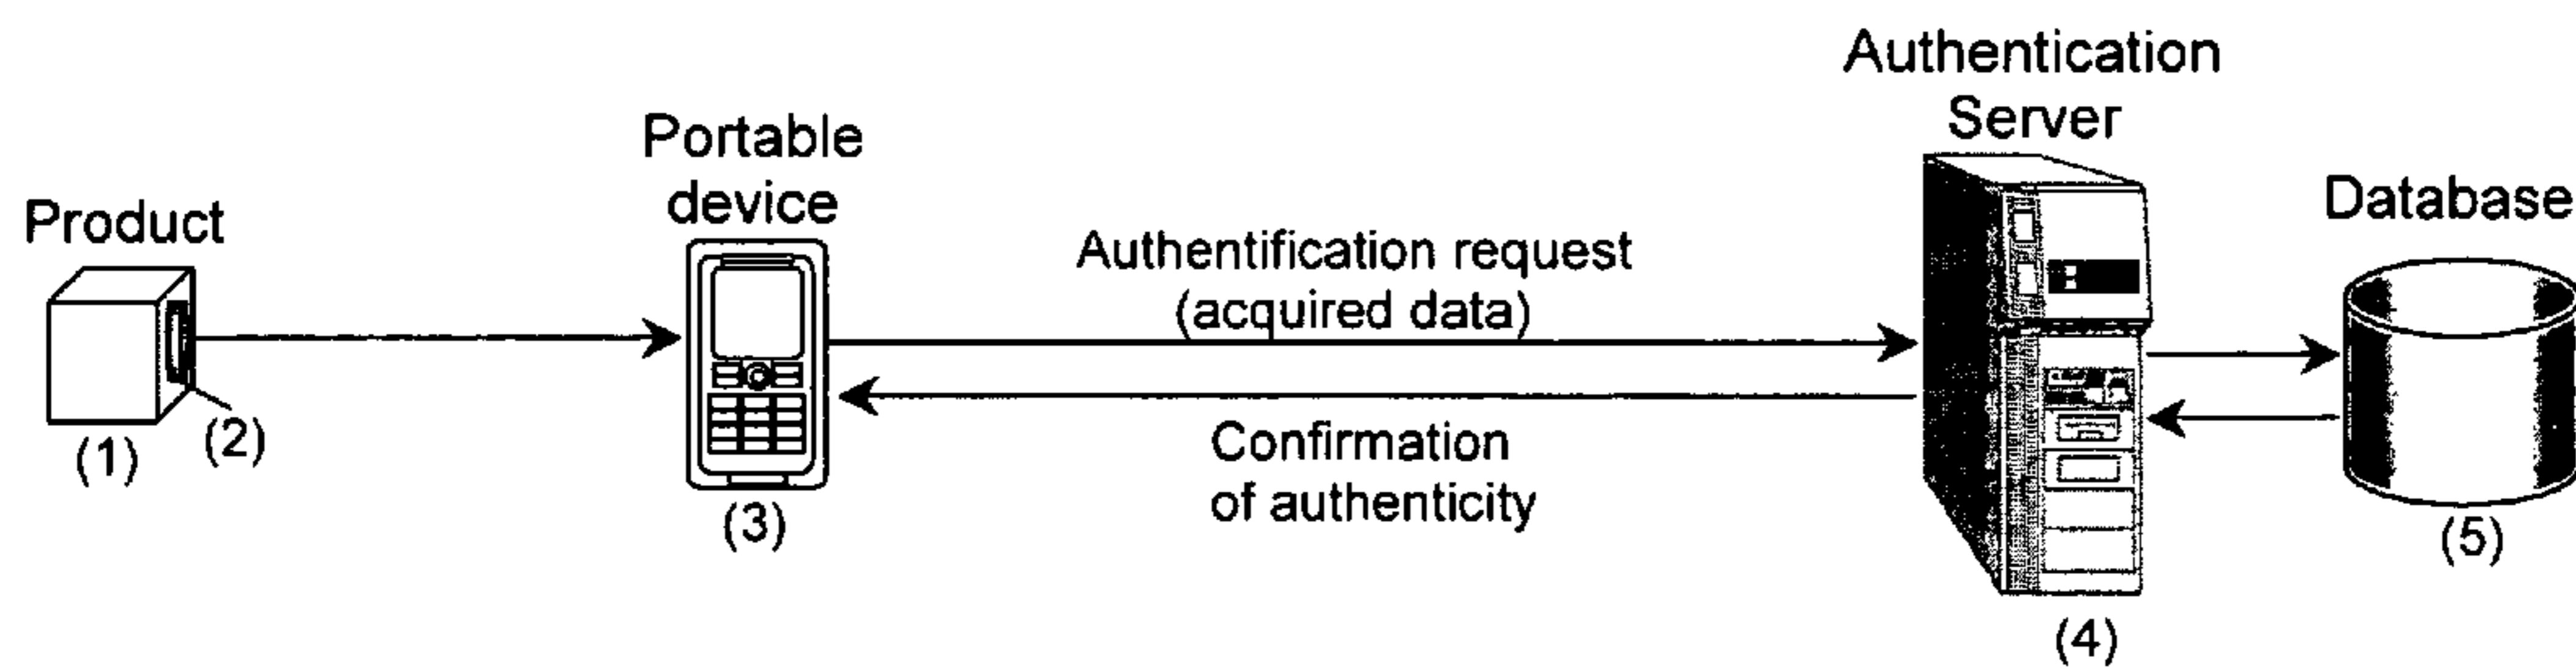 Product
(1)
(2)
Portable
device
(3)
Authentification request
(acquired data)
Confirmation
of authenticity
Authentication
Server
(4)
Database
(5)